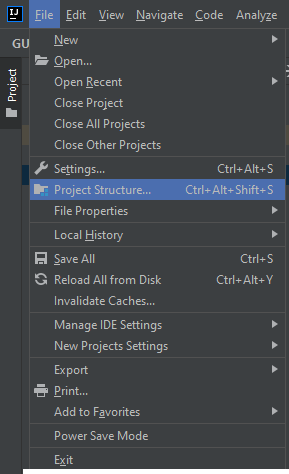 IJ File Edit View Navigate Code Analyze
GU
Project
New
Open...
Open Recent
Close Project
Close All Projects
Close Other Projects
Settings... Ctrl+Alt+S
Project Structure... Ctrl+Alt+Shift+S
File Properties
Local History
Save All Ctrl+S
Reload All from Disk Ctrl+Alt+Y
Invalidate Caches...
Manage IDE Settings
New Projects Settings
Export
Print...
Add to Favorites
Power Save Mode
Exit